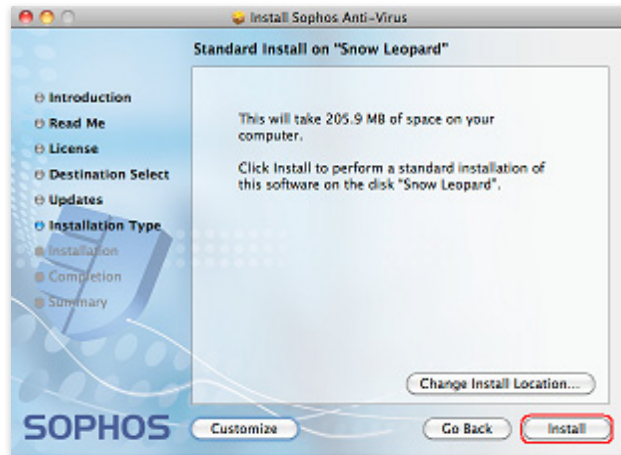 Install Sophos Anti-Virus
Standard Install on "Snow Leopard"
Introduction
Read Me
License
Destination Select
Updates
Installation Type
Installation
Completion
Summary
This will take 205.9 MB of space on your
computer.
Click Install to perform a standard installation of
this software on the disk "Snow Leopard".
Change Install Location...
SOPHOS
Customize
Go Back
Install